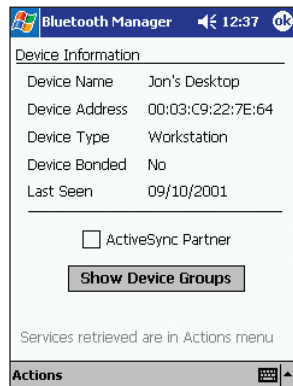 Bluetooth Manager 12:37 ok
Device Information
Device Name Jon's Desktop
Device Address 00:03:C9:22:7E:64
Device Type Workstation
Device Bonded No
Last Seen 09/10/2001
ActiveSync Partner
Show Device Groups
Services retrieved are in Actions menu
Actions